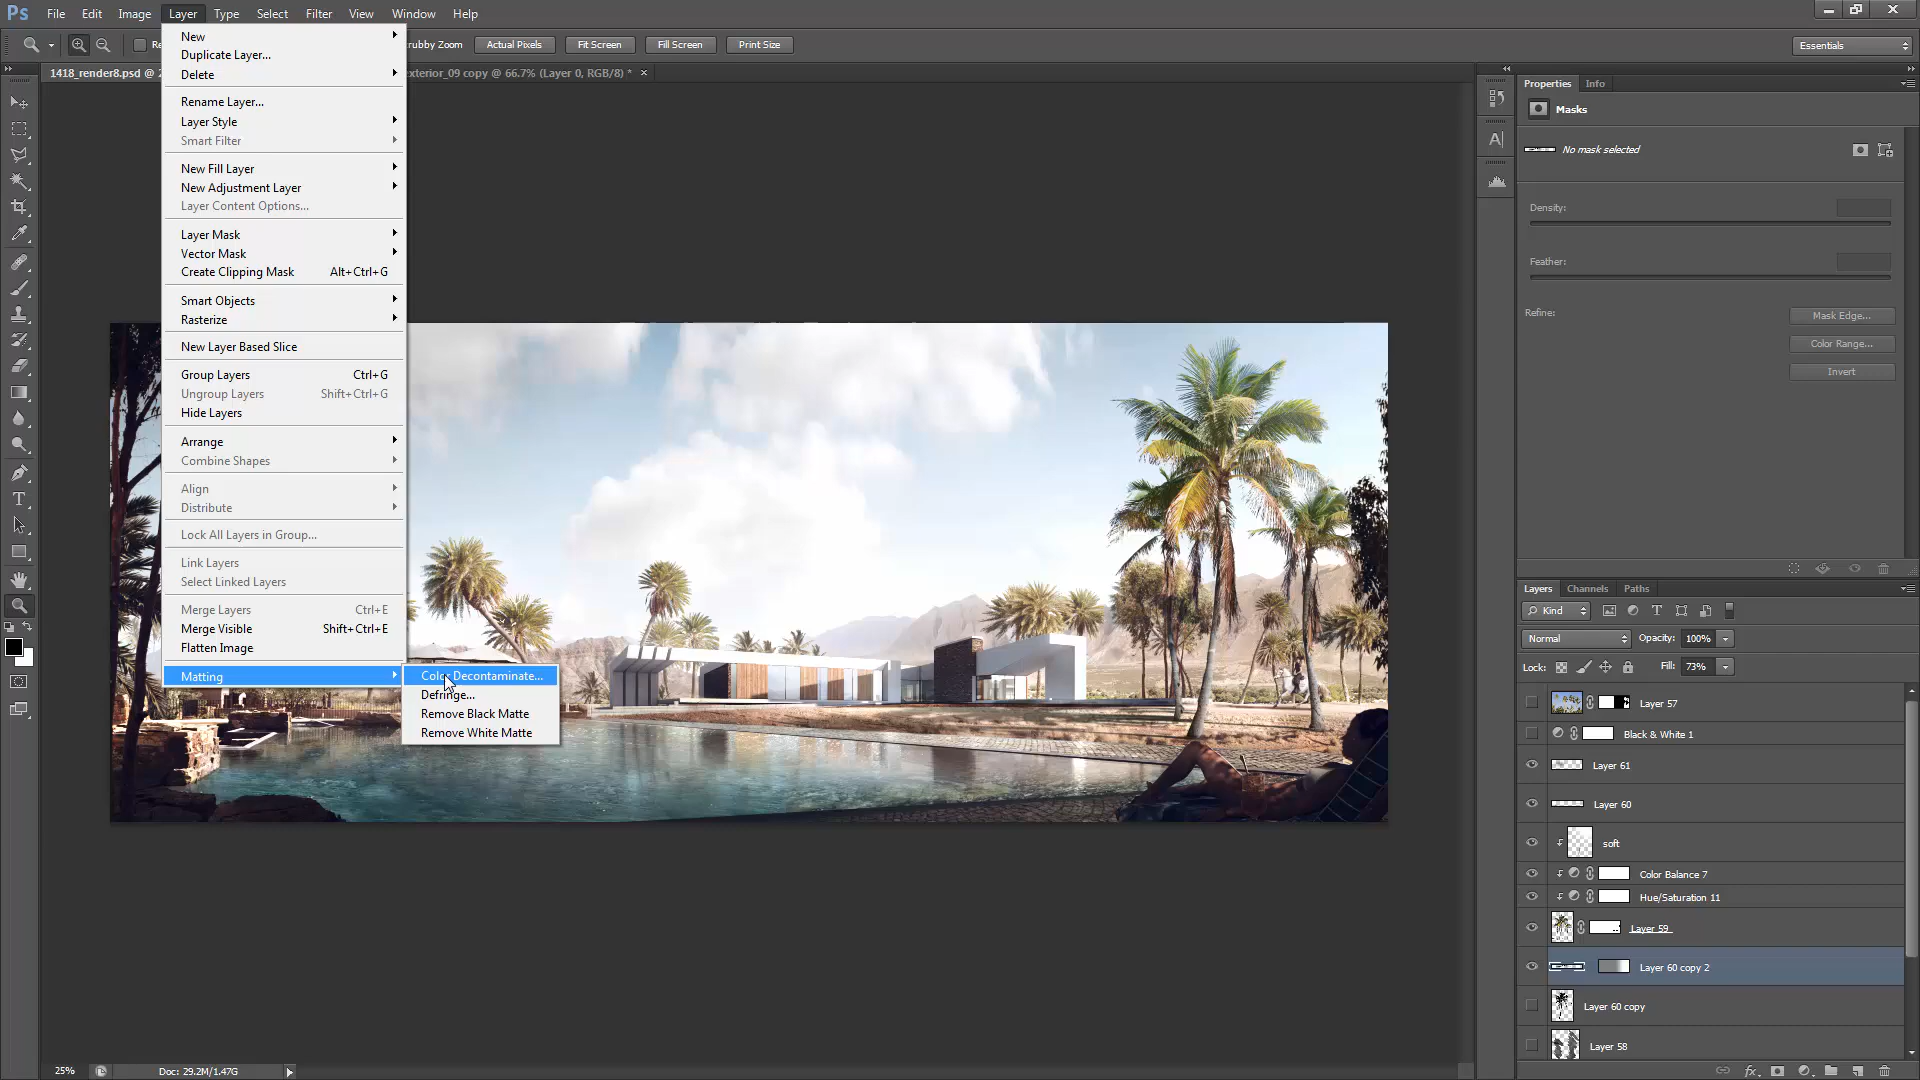 Ps File Edit Image Layer Type Select Filter View Window Help
rubby Zoom Actual Pixels Fit Screen Fill Screen Print Size Essentials
1418_render8.psd @ 2
exterior_09 copy @ 66.7% (Layer 0, RGB/8) *
New
Duplicate Layer...
Delete
Rename Layer...
Layer Style
Smart Filter
New Fill Layer
New Adjustment Layer
Layer Content Options...
Layer Mask
Vector Mask
Create Clipping Mask Alt+Ctrl+G
Smart Objects
Rasterize
New Layer Based Slice
Group Layers Ctrl+G
Ungroup Layers Shift+Ctrl+G
Hide Layers
Arrange
Combine Shapes
Align
Distribute
Lock All Layers in Group...
Link Layers
Select Linked Layers
Merge Layers Ctrl+E
Merge Visible Shift+Ctrl+E
Flatten Image
Matting
Color Decontaminate...
Defringe...
Remove Black Matte
Remove White Matte
Properties Info
Masks
No mask selected
Density:
Feather:
Refine: Mask Edge...
Color Range...
Invert
Layers Channels Paths
Kind
Normal Opacity: 100%
Lock: Fill: 73%
Layer 57
Black & White 1
Layer 61
Layer 60
soft
Color Balance 7
Hue/Saturation 11
Layer 59
Layer 60 copy 2
Layer 60 copy
Layer 58
25% Doc: 29.2M/1.47G